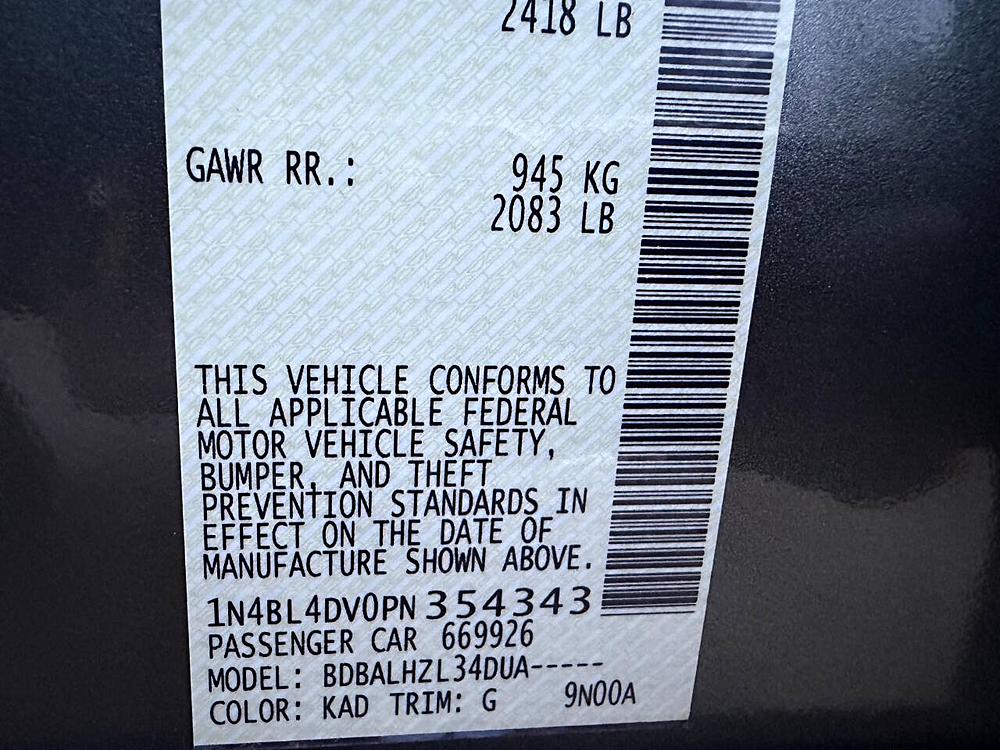 2418 LB
GAWR RR.: 945 KG
2083 LB
THIS VEHICLE CONFORMS TO
ALL APPLICABLE FEDERAL
MOTOR VEHICLE SAFETY,
BUMPER, AND THEFT
PREVENTION STANDARDS IN
EFFECT ON THE DATE OF
MANUFACTURE SHOWN ABOVE.
1N4BL4DV0PN354343
PASSENGER CAR 669926
MODEL: BDBALHZL34DUA-----
COLOR: KAD TRIM: G 9N00A